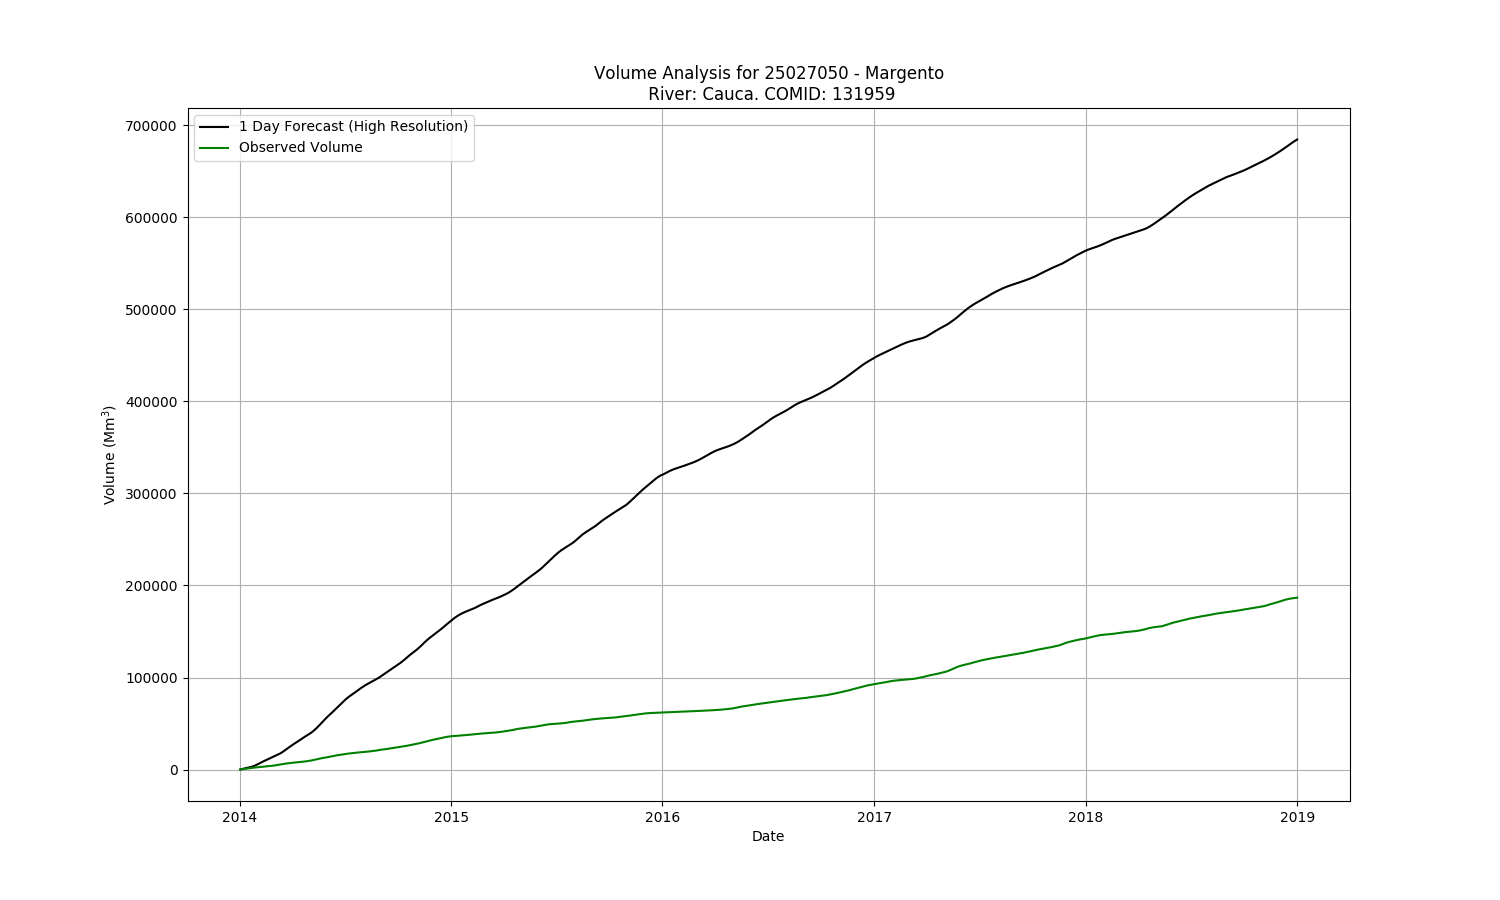 Volume Analysis for 25027050 - Margento
River: Cauca. COMID: 131959
1 Day Forecast (High Resolution)
Observed Volume
Volume (Mm³)
700000
600000
500000
400000
300000
200000
100000
0
2014 2015 2016 2017 2018 2019
Date